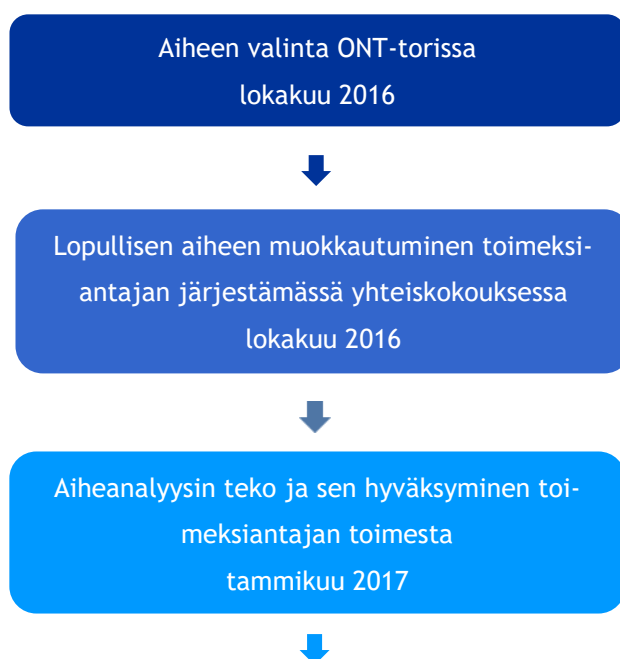 Aiheen valinta ONT-torissa
lokakuu 2016
Lopullisen aiheen muokkautuminen toimeksi-
antajan järjestämässä yhteiskokouksessa
lokakuu 2016
Aiheanalyysin teko ja sen hyväksyminen toi-
meksiantajan toimesta
tammikuu 2017